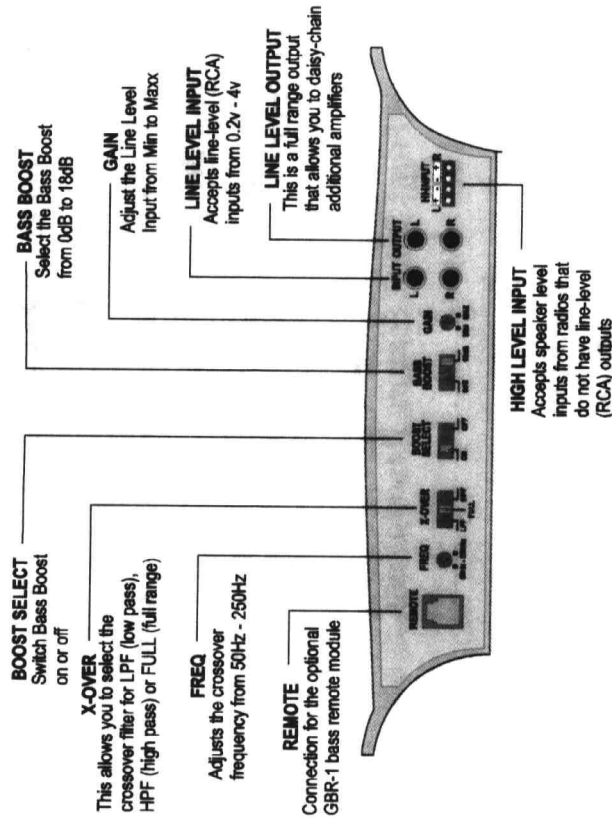 BOOST SELECT
Switch Bass Boost
on or off
X-OVER
This allows you to select the
crossover filter for LPF (low pass),
HPF (high pass) or FULL (full range)
FREQ
Adjusts the crossover
frequency from 50Hz - 250Hz
REMOTE
Connection for the optional
GBR-1 bass remote module
BASS BOOST
Select the Bass Boost
from 0dB to 18dB
GAIN
Adjust the Line Level
Input from Min to Maxx
LINE LEVEL INPUT
Accepts line-level (RCA)
inputs from 0.2v - 4v
LINE LEVEL OUTPUT
This is a full range output
that allows you to daisy-chain
additional amplifiers
HIGH LEVEL INPUT
Accepts speaker level
inputs from radios that
do not have line-level
(RCA) outputs
REMOTE
FREQ
X-OVER
LPF
FULL
BOOST
SELECT
BASS
BOOST
GAIN
INPUT OUTPUT
L L
R R
HI-INPUT
L + - - + R